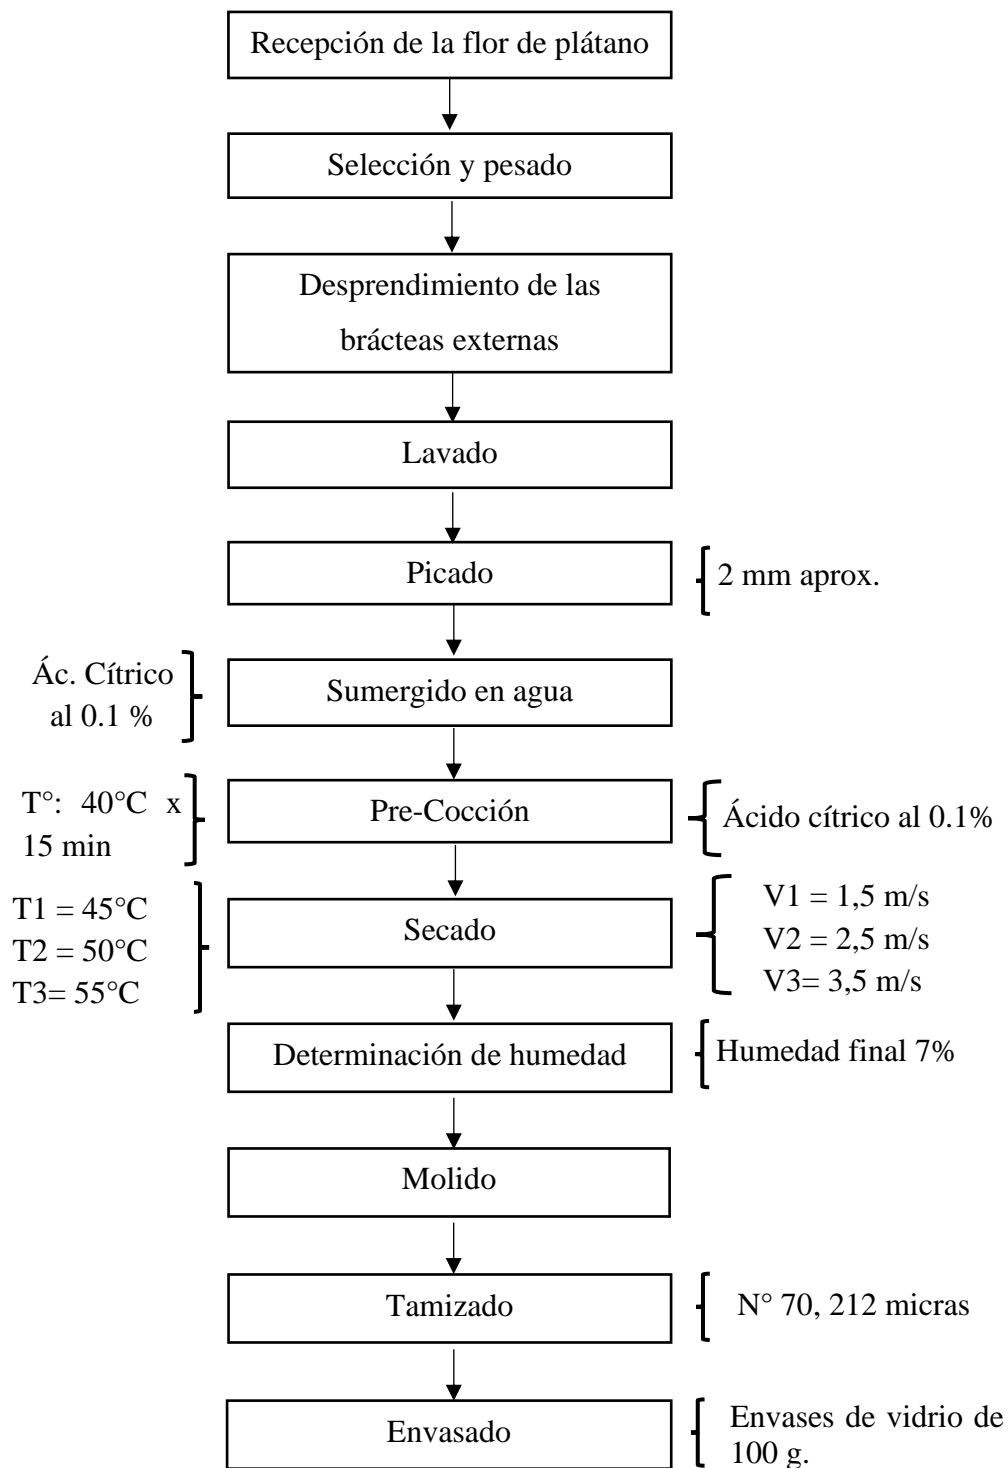 Recepción de la flor de plátano
Selección y pesado
Desprendimiento de las
brácteas externas
Lavado
Picado
2 mm aprox.
Ác. Cítrico
al 0.1 %
Sumergido en agua
T°: 40°C x
15 min
Pre-Cocción
Ácido cítrico al 0.1%
T1 = 45°C
T2 = 50°C
T3= 55°C
Secado
V1 = 1,5 m/s
V2 = 2,5 m/s
V3= 3,5 m/s
Determinación de humedad
Humedad final 7%
Molido
Tamizado
N° 70, 212 micras
Envasado
Envases de vidrio de
100 g.